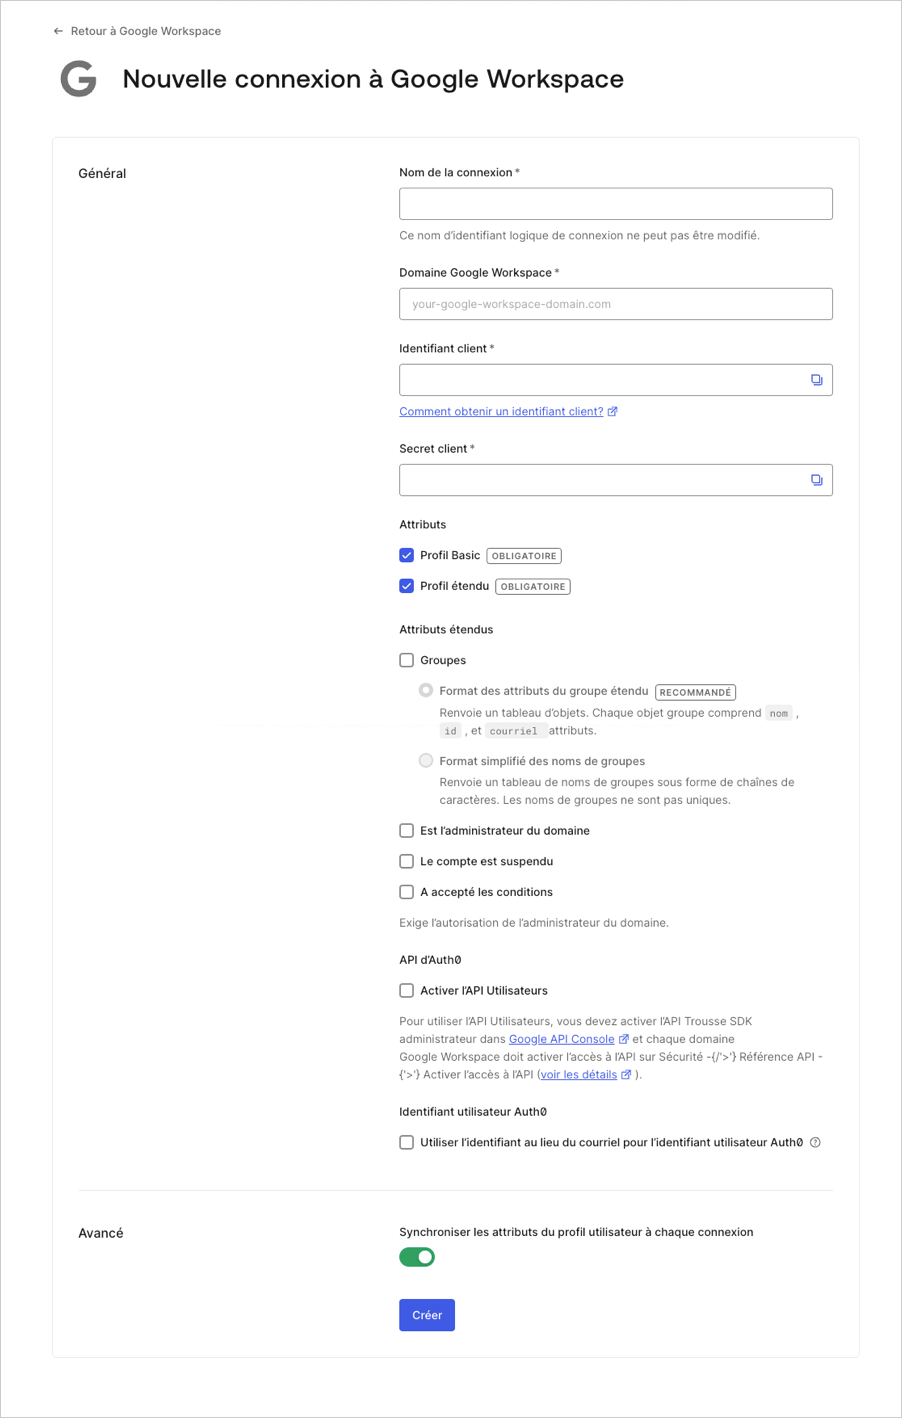 Retour à Google Workspace
Nouvelle connexion à Google Workspace
Général
Nom de la connexion *
Ce nom d’identifiant logique de connexion ne peut pas être modifié.
Domaine Google Workspace *
your-google-workspace-domain.com
Identifiant client *
Comment obtenir un identifiant client?
Secret client *
Attributs
Profil Basic OBLIGATOIRE
Profil étendu OBLIGATOIRE
Attributs étendus
Groupes
Format des attributs du groupe étendu RECOMMANDÉ
Renvoie un tableau d’objets. Chaque objet groupe comprend nom ,
id , et courriel attributs.
Format simplifié des noms de groupes
Renvoie un tableau de noms de groupes sous forme de chaînes de
caractères. Les noms de groupes ne sont pas uniques.
Est l’administrateur du domaine
Le compte est suspendu
A accepté les conditions
Exige l’autorisation de l’administrateur du domaine.
API d’Auth0
Activer l’API Utilisateurs
Pour utiliser l’API Utilisateurs, vous devez activer l’API Trousse SDK
administrateur dans Google API Console et chaque domaine
Google Workspace doit activer l’accès à l’API sur Sécurité -{/'>'} Référence API -
{'>'} Activer l’accès à l’API (voir les détails ).
Identifiant utilisateur Auth0
Utiliser l’identifiant au lieu du courriel pour l’identifiant utilisateur Auth0
Avancé
Synchroniser les attributs du profil utilisateur à chaque connexion
Créer